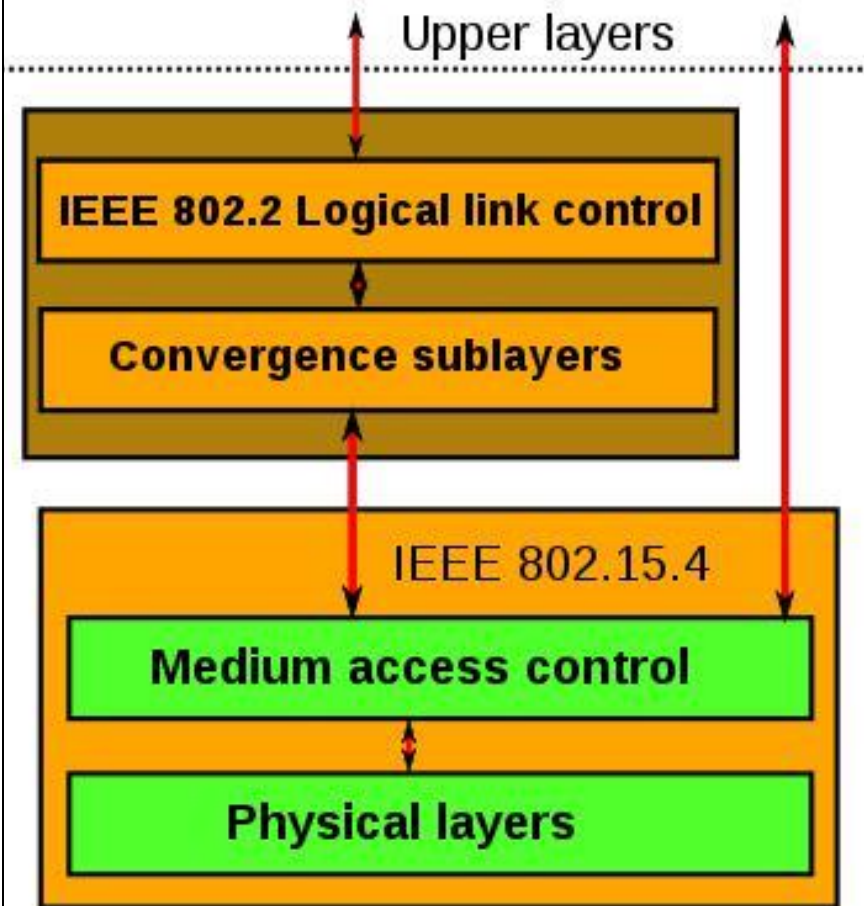 Upper layers
IEEE 802.2 Logical link control
Convergence sublayers
IEEE 802.15.4
Medium access control
Physical layers